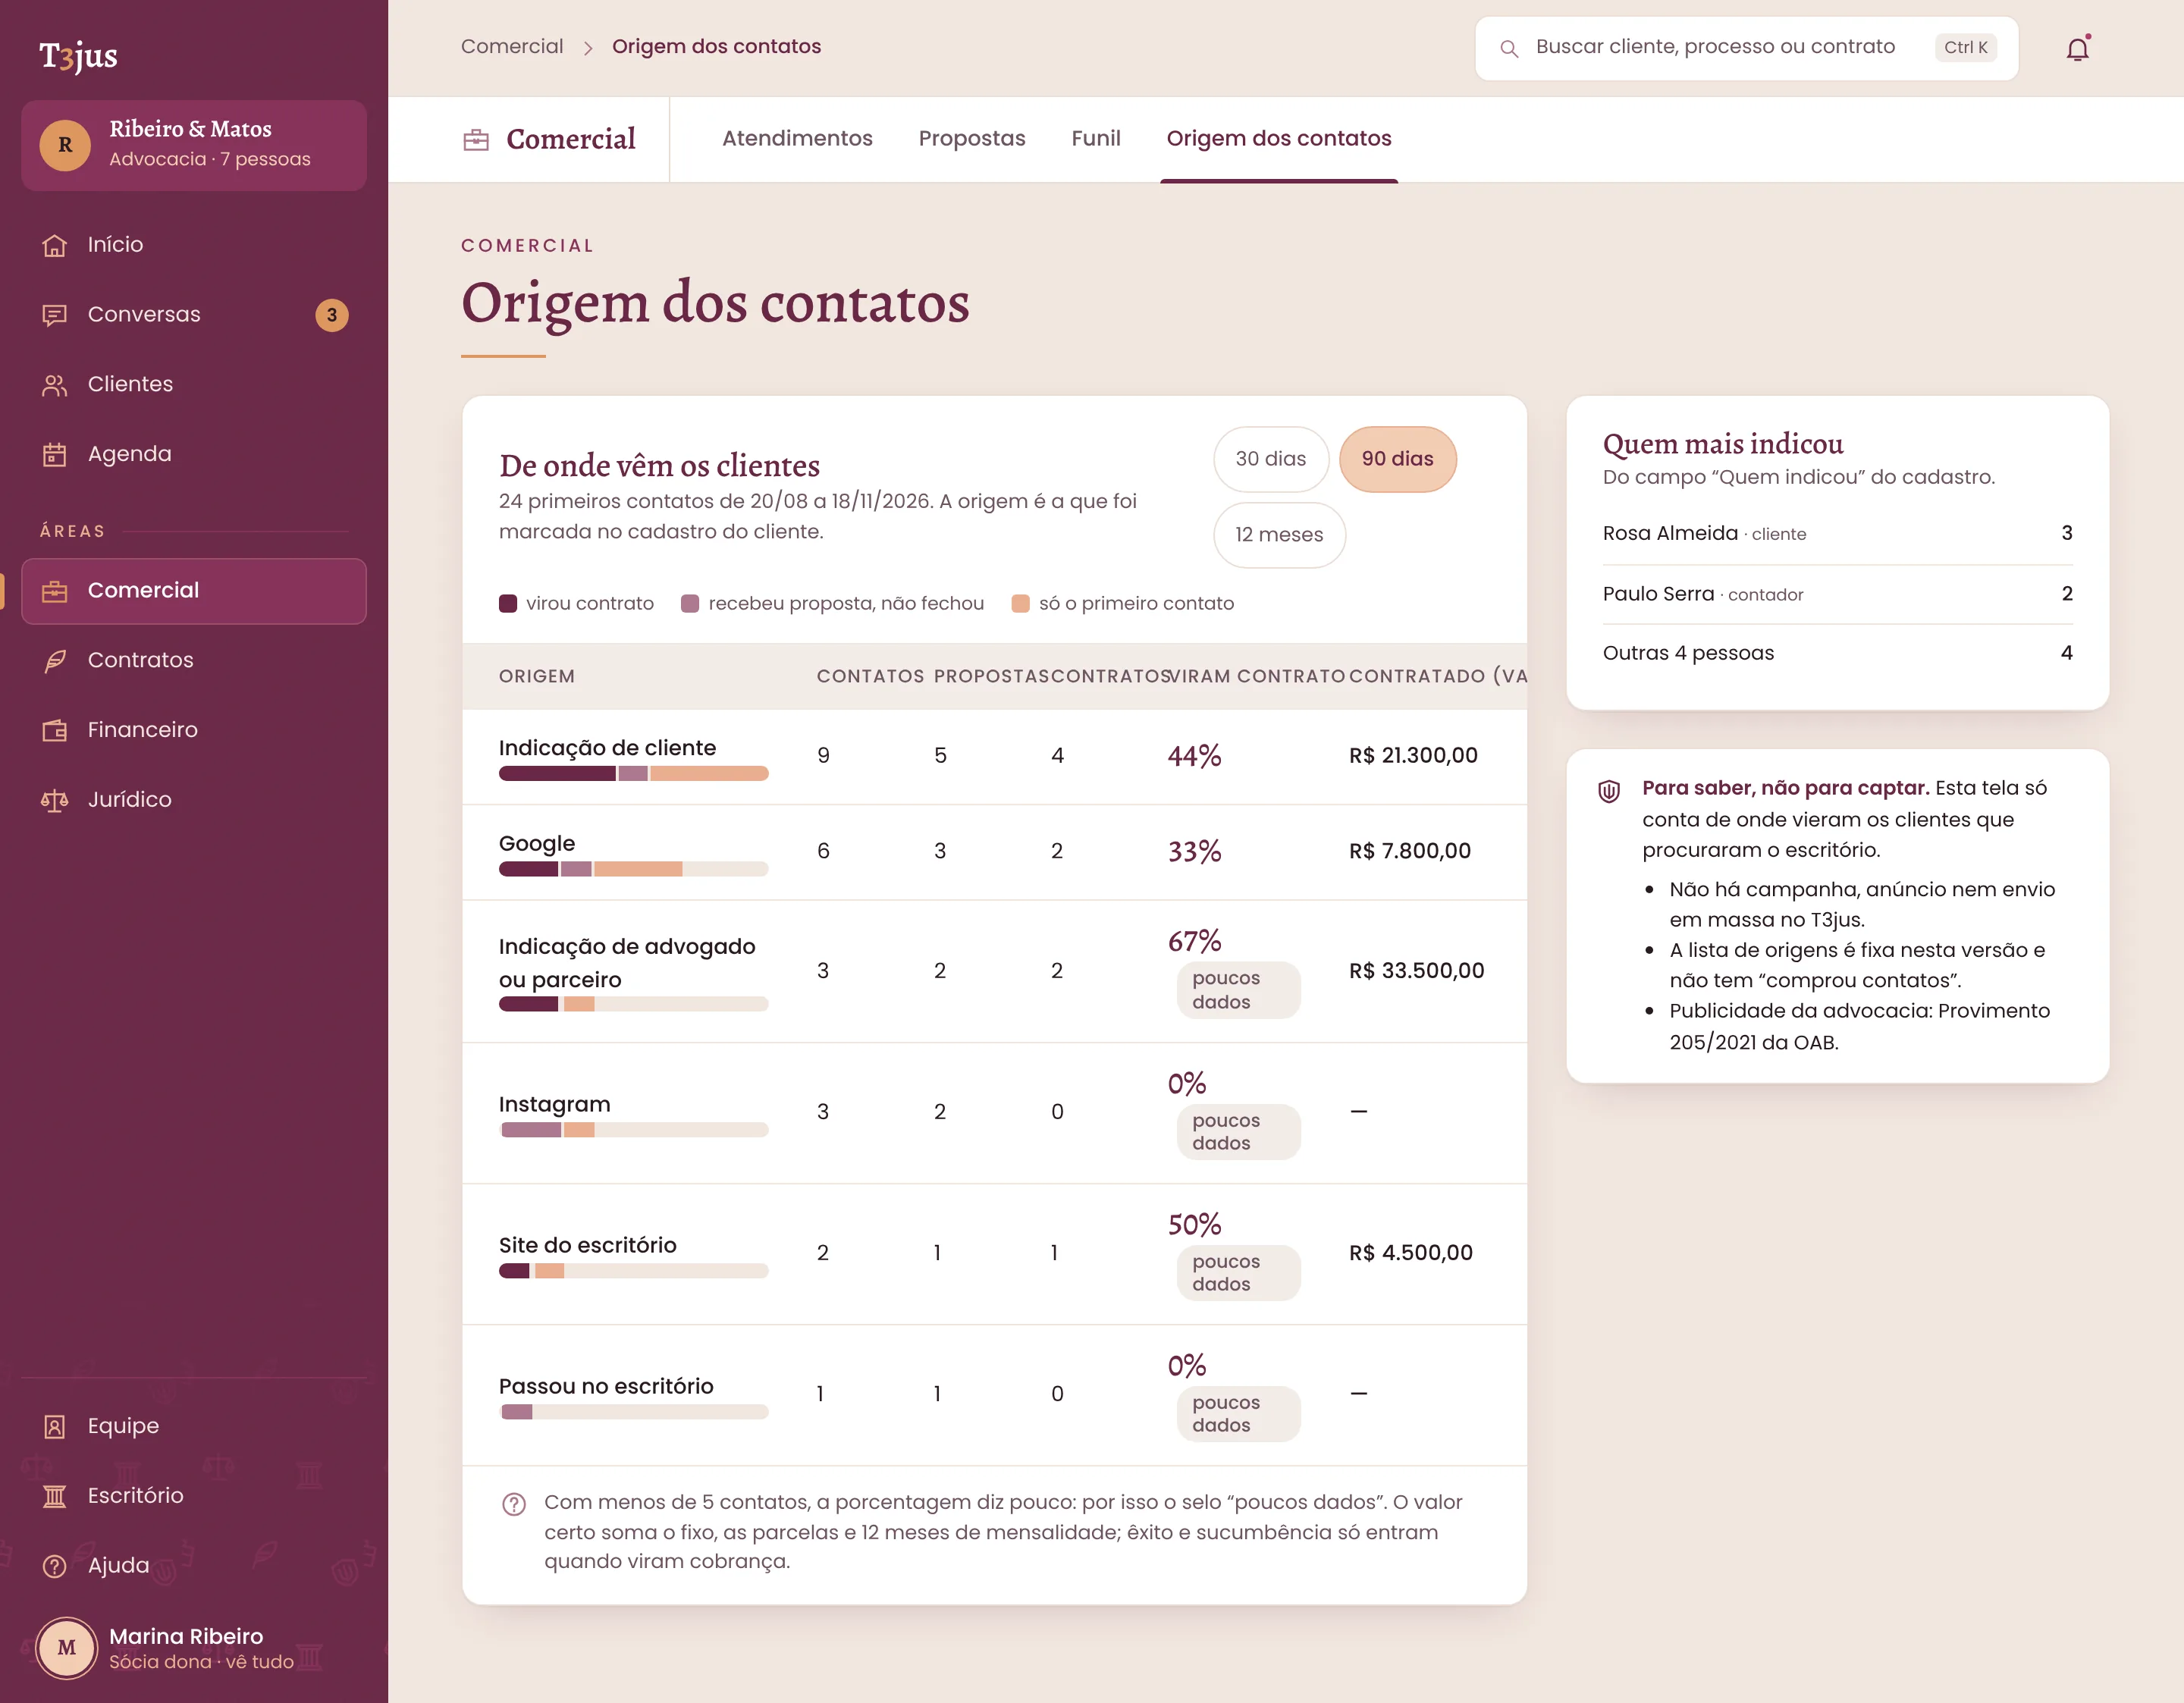 T3jus
Ribeiro & Matos
Advocacia · 7 pessoas
Início
Conversas
3
Clientes
Agenda
ÁREAS
Comercial
Contratos
Financeiro
Jurídico
Equipe
Escritório
Ajuda
M
Marina Ribeiro
Sócia dona · vê tudo
R
Comercial
Origem dos contatos
Buscar cliente, processo ou contrato
Ctrl K
Comercial
Atendimentos
Propostas
Funil
Origem dos contatos
COMERCIAL
Origem dos contatos
De onde vêm os clientes
24 primeiros contatos de 20/08 a 18/11/2026. A origem é a que foi
marcada no cadastro do cliente.
30 dias
90 dias
12 meses
virou contrato
recebeu proposta, não fechou
só o primeiro contato
ORIGEM CONTATOS PROPOSTAS CONTRATOS VIRAM CONTRATO CONTRATADO (VA
Indicação de cliente
9 5 4 44% R$ 21.300,00
Google
6 3 2 33% R$ 7.800,00
Indicação de advogado
ou parceiro
3 2 2 67% R$ 33.500,00
poucos
dados
Instagram
3 2 0 0% —
poucos
dados
Site do escritório
2 1 1 50% R$ 4.500,00
poucos
dados
Passou no escritório
1 1 0 0% —
poucos
dados
Com menos de 5 contatos, a porcentagem diz pouco: por isso o selo “poucos dados”. O valor
certo soma o fixo, as parcelas e 12 meses de mensalidade; êxito e sucumbência só entram
quando viram cobrança.
Quem mais indicou
Do campo “Quem indicou” do cadastro.
Rosa Almeida · cliente 3
Paulo Serra · contador 2
Outras 4 pessoas 4
Para saber, não para captar. Esta tela só
conta de onde vieram os clientes que
procuraram o escritório.
• Não há campanha, anúncio nem envio
em massa no T3jus.
• A lista de origens é fixa nesta versão e
não tem “comprou contatos”.
• Publicidade da advocacia: Provimento
205/2021 da OAB.